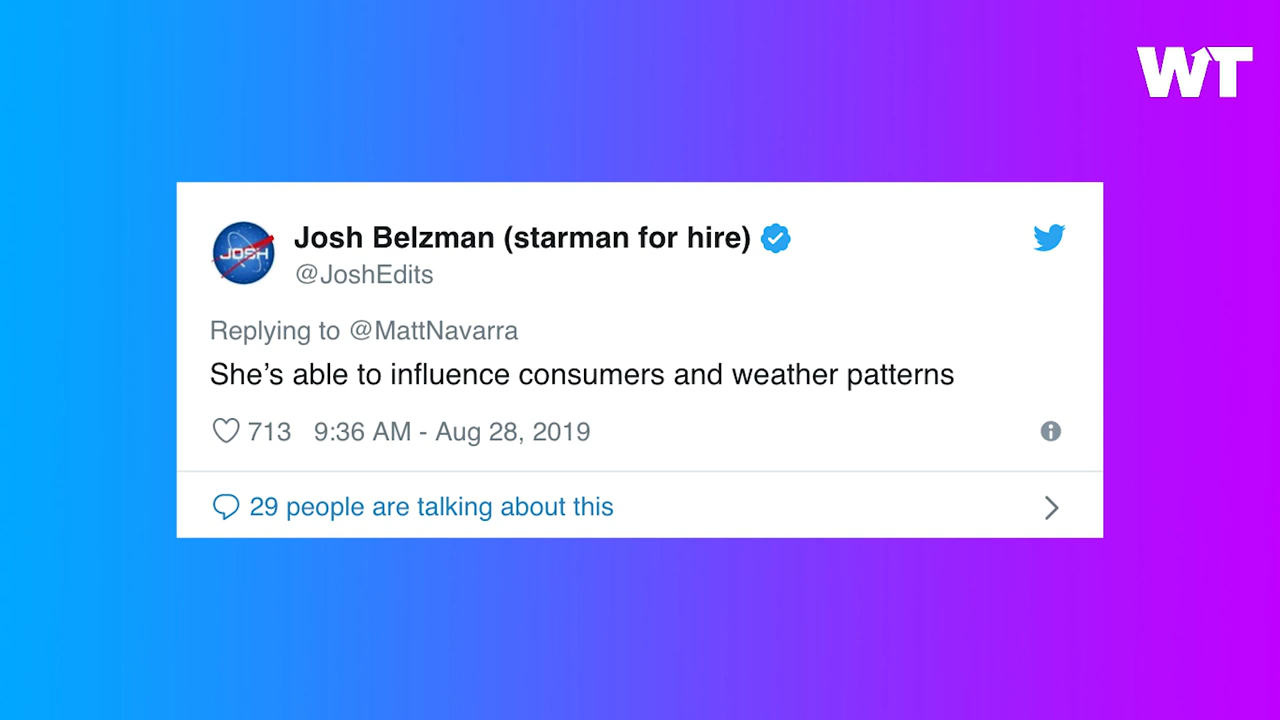 WT
JOSH
Josh Belzman (starman for hire)
@JoshEdits
Replying to @MattNavarra
She’s able to influence consumers and weather patterns
713 9:36 AM - Aug 28, 2019
29 people are talking about this